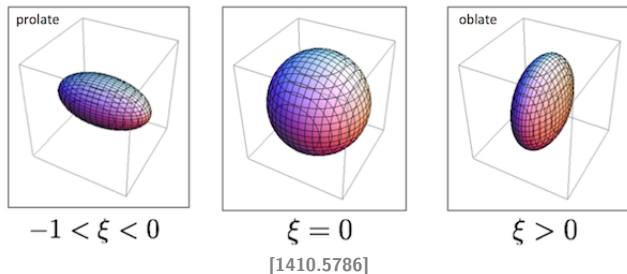 prolate
oblate
−1 < ξ < 0
ξ = 0
ξ > 0
[1410.5786]